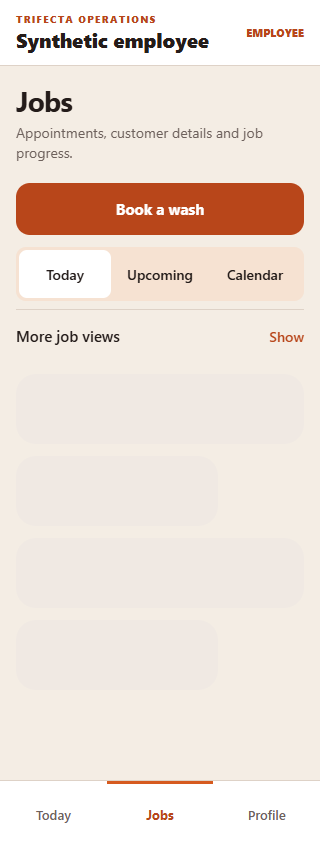 TRIFECTA OPERATIONS
Synthetic employee
EMPLOYEE
Jobs
Appointments, customer details and job
progress.
Book a wash
Today
Upcoming
Calendar
More job views
Show
Today
Jobs
Profile